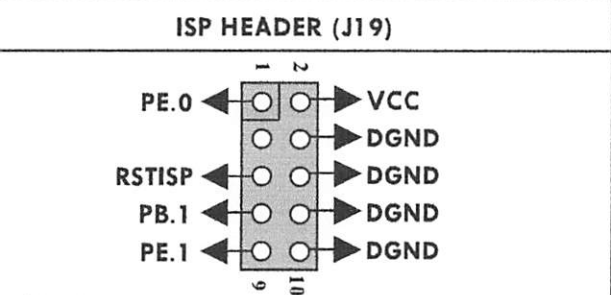 ISP HEADER (J19)
1 2
PE.0 VCC
DGND
RSTISP DGND
PB.1 DGND
PE.1 DGND
9 10